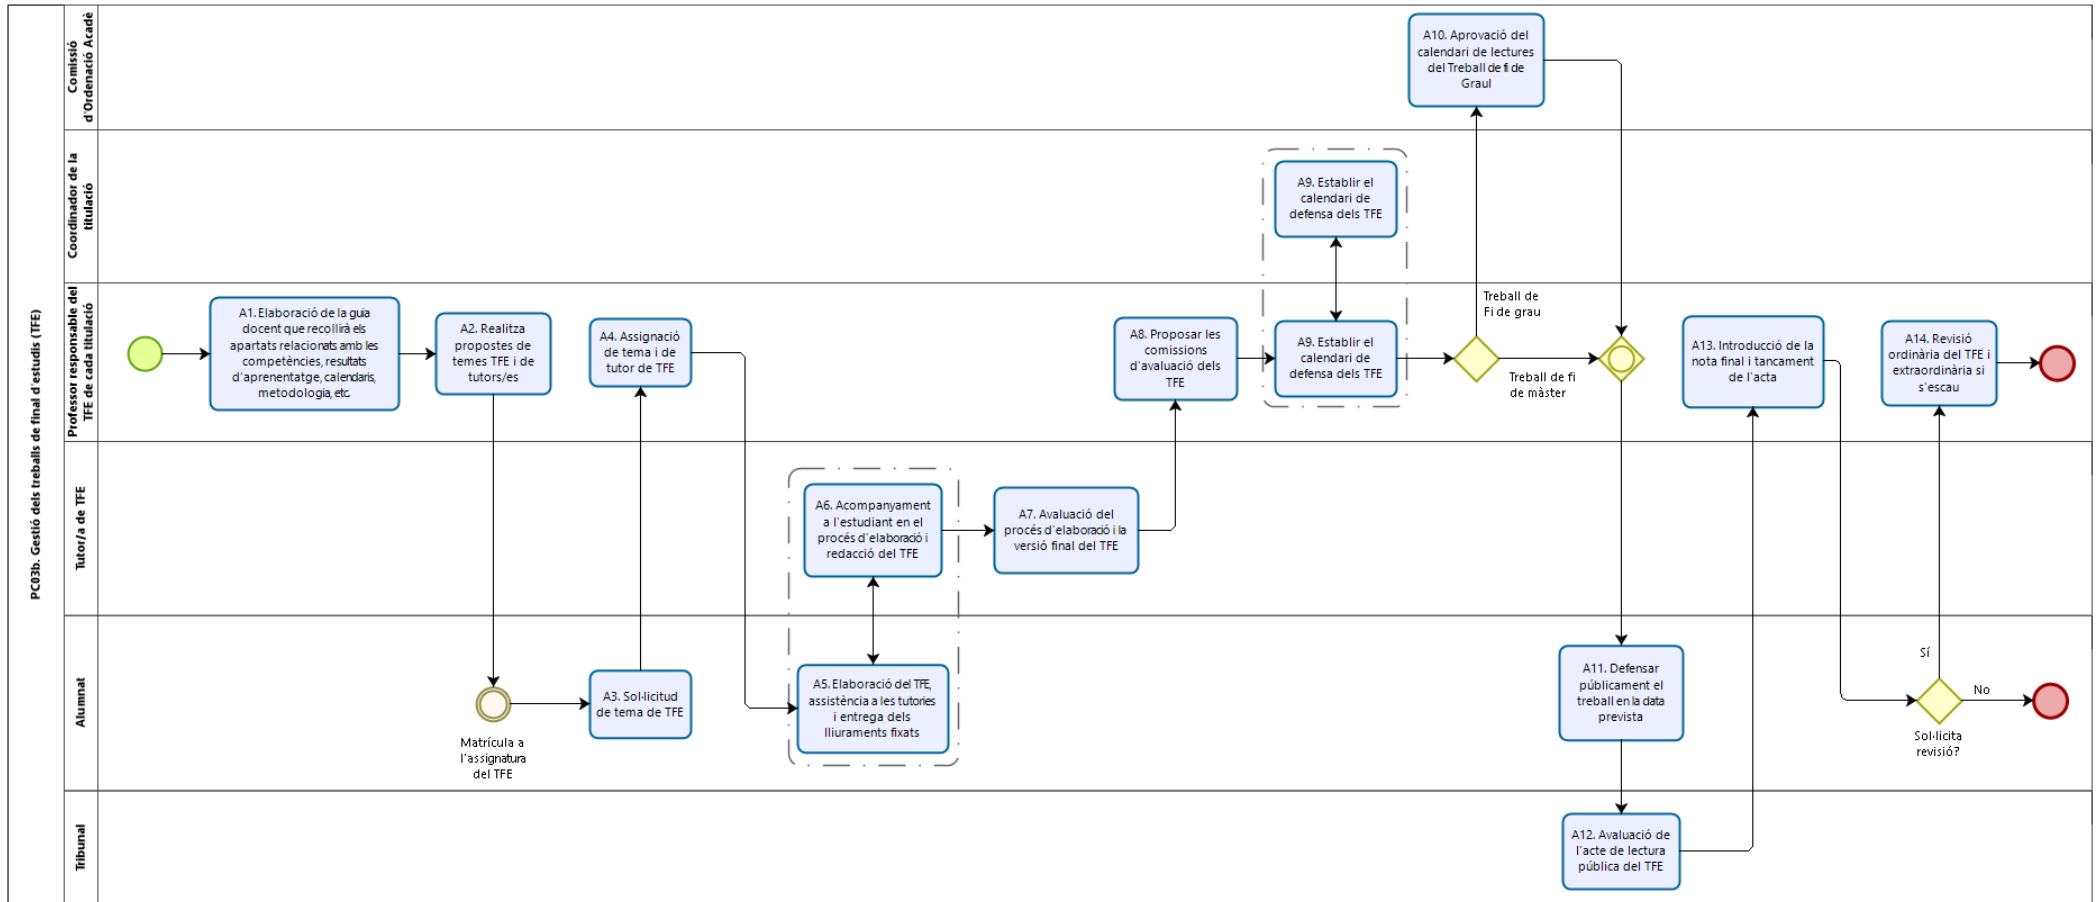 PC03b. Gestió dels treballs de final d'estudis (TFE)
Comissió
d'Ordenació Acadè
A10. Aprovació del
calendari de lectures
del Treball de fi de
Graul
Coordinador de la
titulació
A9. Establir el
calendari de
defensa dels TFE
Professor responsable del
TFE de cada titulació
A1. Elaboració de la guia
docent que recollirà els
apartats relacionats amb les
competències, resultats
d'aprenentatge, calendaris,
metodologia, etc.
A2. Realitza
propostes de
temes TFE i de
tutors/es
A4. Assignació
de tema i de
tutor de TFE
A8. Proposar les
comissions
d'avaluació dels
TFE
A9. Establir el
calendari de
defensa dels TFE
Treball de
Fi de grau
Treball de fi
de màster
A13. Introducció de la
nota final i tancament
de l'acta
A14. Revisió
ordinària del TFE i
extraordinària si
s'escau
Tutor/a de TFE
A6. Acompanyament
a l'estudiant en el
procés d'elaboració i
redacció del TFE
A7. Avaluació del
procés d'elaboració i la
versió final del TFE
Alumnat
Matrícula a
l'assignatura
del TFE
A3. Sol·licitud
de tema de TFE
A5. Elaboració del TFE,
assistència a les tutories
i entrega dels
lliuraments fixats
A11. Defensar
públicament el
treball en la data
prevista
Sí
No
Sol·licita
revisió?
Tribunal
A12. Avaluació de
l'acte de lectura
pública del TFE